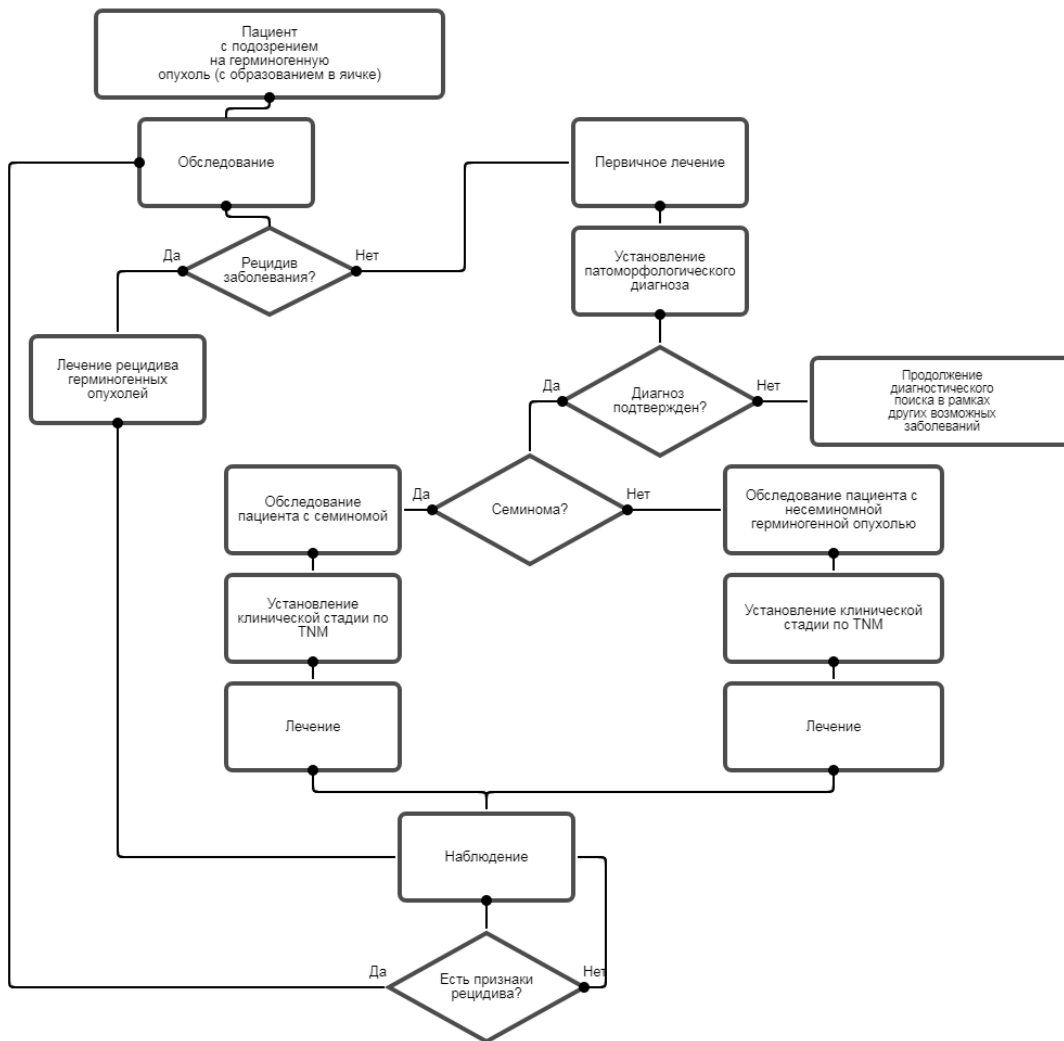 Пациент
с подозрением
на герминогенную
опухоль (с образованием в яичке)
Обследование
Первичное лечение
Да
Рецидив
заболевания?
Нет
Установление
патоморфологического
диагноза
Лечение рецидива
герминогенных
опухолей
Да
Диагноз
подтвержден?
Нет
Продолжение
диагностического
поиска в рамках
других возможных
заболеваний
Обследование
пациента с семиномой
Да
Семинома?
Нет
Обследование пациента с
несеминомной
герминогенной опухолью
Установление
клинической стадии по
TNM
Установление клинической
стадии по TNM
Лечение
Лечение
Наблюдение
Да
Есть признаки
рецидива?
Нет